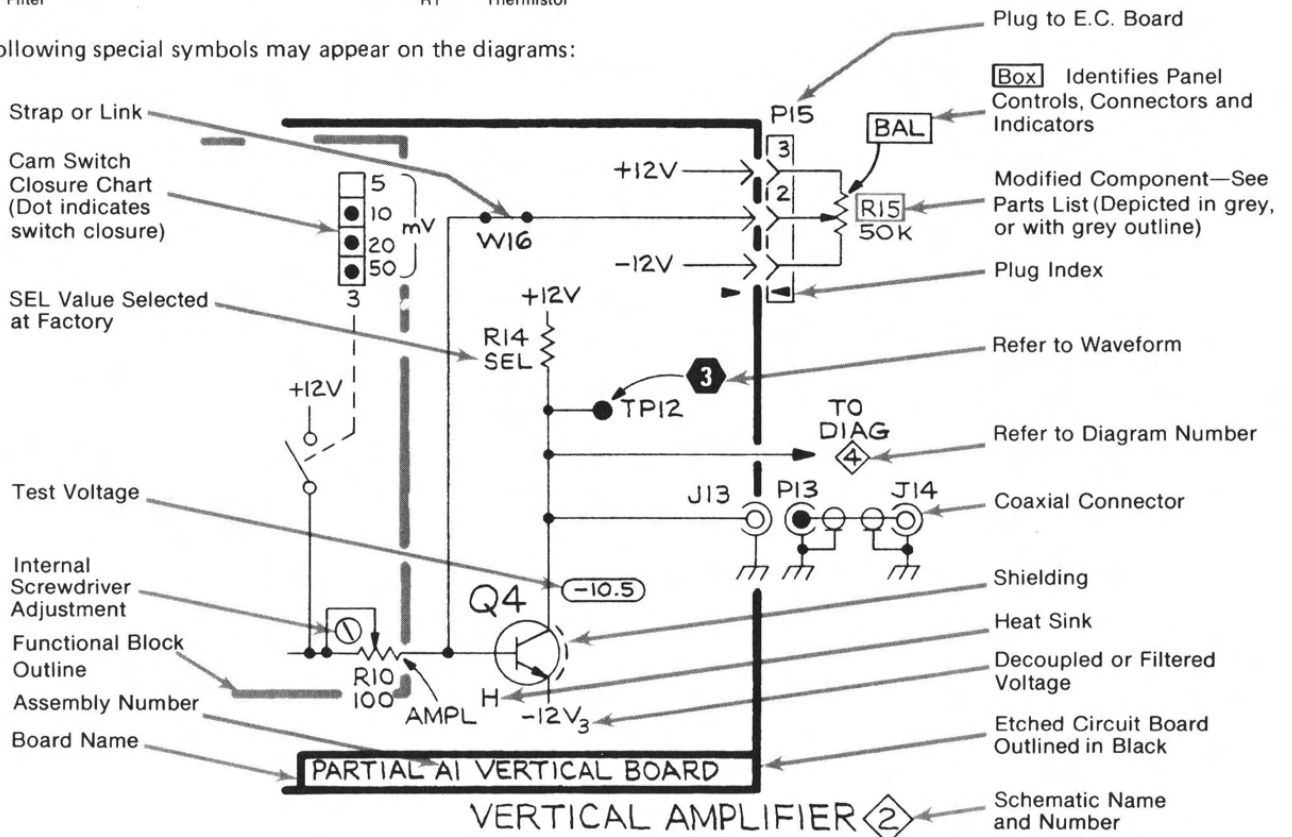 Filter
RT Thermistor
ollowing special symbols may appear on the diagrams:
Plug to E.C. Board
Box Identifies Panel
Controls, Connectors and
Indicators
Modified Component—See
Parts List (Depicted in grey,
or with grey outline)
Plug Index
Refer to Waveform
Refer to Diagram Number
Coaxial Connector
Shielding
Heat Sink
Decoupled or Filtered
Voltage
Etched Circuit Board
Outlined in Black
Schematic Name
and Number
Strap or Link
Cam Switch
Closure Chart
(Dot indicates
switch closure)
SEL Value Selected
at Factory
Test Voltage
Internal
Screwdriver
Adjustment
Functional Block
Outline
Assembly Number
Board Name
5
10
20
50
mV
3
+12V
W16
+12V
-12V
P15
3
2
BAL
R15
50K
+12V
R14
SEL
3
TP12
TO
DIAG
4
J13
P13
J14
-10.5
Q4
R10
100
AMPL
H
-12V3
PARTIAL A1 VERTICAL BOARD
VERTICAL AMPLIFIER 2